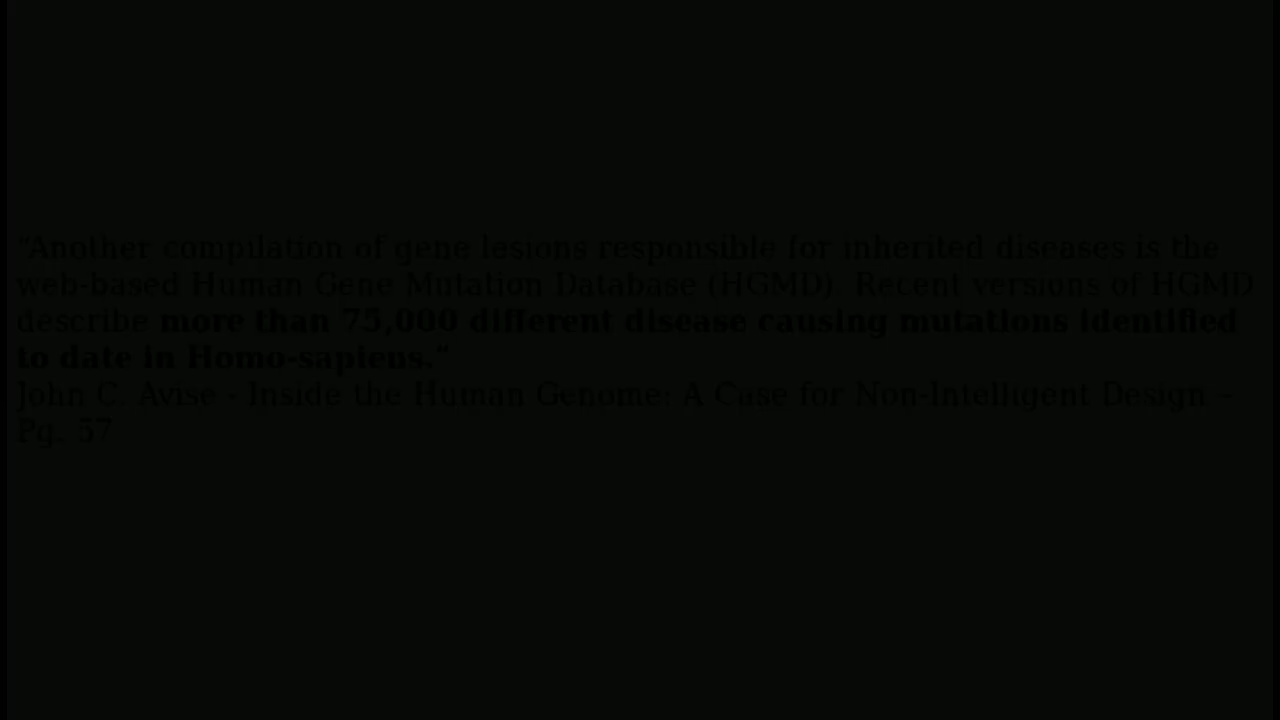 "Another compilation of gene lesions responsible for inherited diseases is the
web-based Human Gene Mutation Database (HGMD). Recent versions of HGMD
describe more than 75,000 different disease causing mutations identified
to date in Homo-sapiens."
John C. Avise - Inside the Human Genome: A Case for Non-Intelligent Design –
Pg. 57